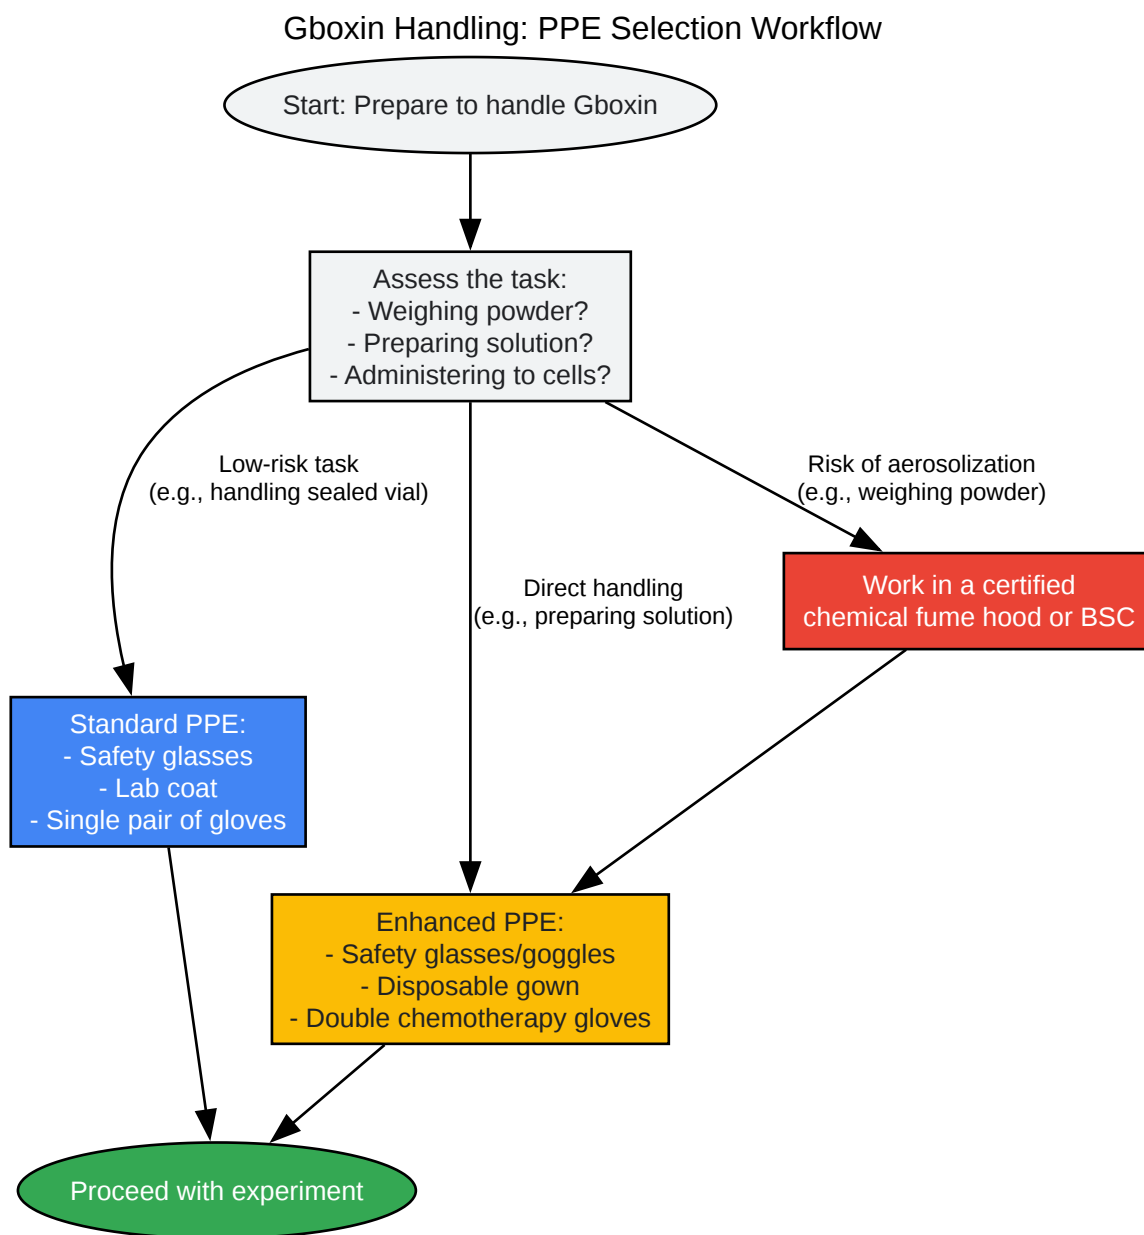 Gboxin Handling: PPE Selection Workflow
Start: Prepare to handle Gboxin
Assess the task:
- Weighing powder?
- Preparing solution?
- Administering to cells?
Low-risk task
(e.g., handling sealed vial)
Risk of aerosolization
(e.g., weighing powder)
Direct handling
(e.g., preparing solution)
Work in a certified
chemical fume hood or BSC
Standard PPE:
- Safety glasses
- Lab coat
- Single pair of gloves
Enhanced PPE:
- Safety glasses/goggles
- Disposable gown
- Double chemotherapy gloves
Proceed with experiment